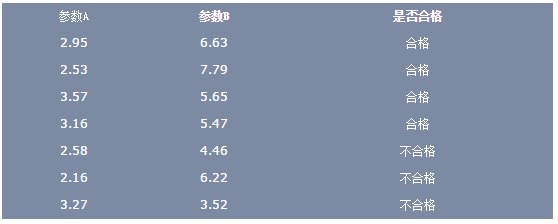 参数A 参数B 是否合格
2.95 6.63 合格
2.53 7.79 合格
3.57 5.65 合格
3.16 5.47 合格
2.58 4.46 不合格
2.16 6.22 不合格
3.27 3.52 不合格